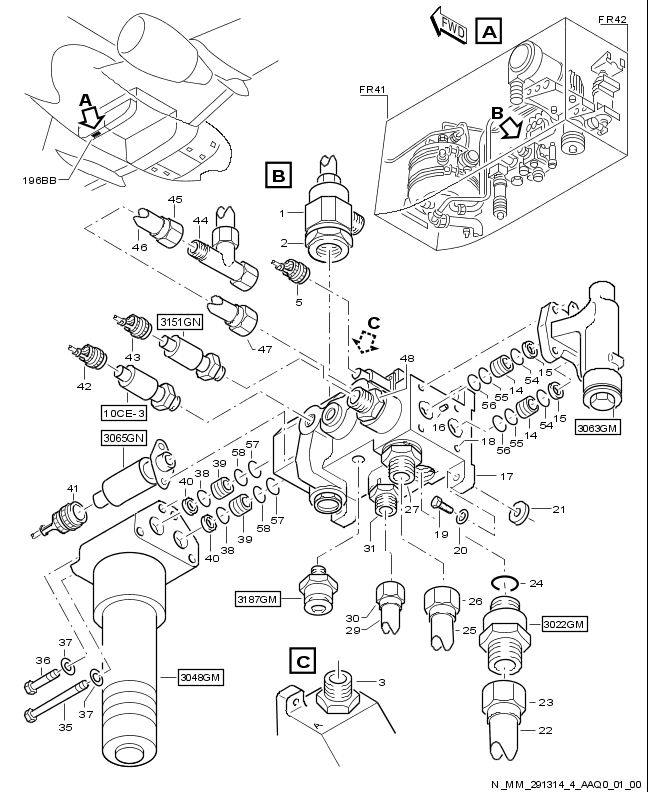 FR42
FWD
A
FR41
A
B
196BB
B
45
44
46
1
2
5
C
47
3151GN
43
48
42
10CE-3
3065GN
15
54
14
55
56
16
15
54
14
55
56
3063GM
18
57
58
39
38
40
41
17
57
58
39
38
40
27
19
20
21
31
3187GM
30
29
26
25
24
3022GM
23
22
37
36
35
37
3048GM
C
3
A
N_MM_291314_4_AAQ0_01_00